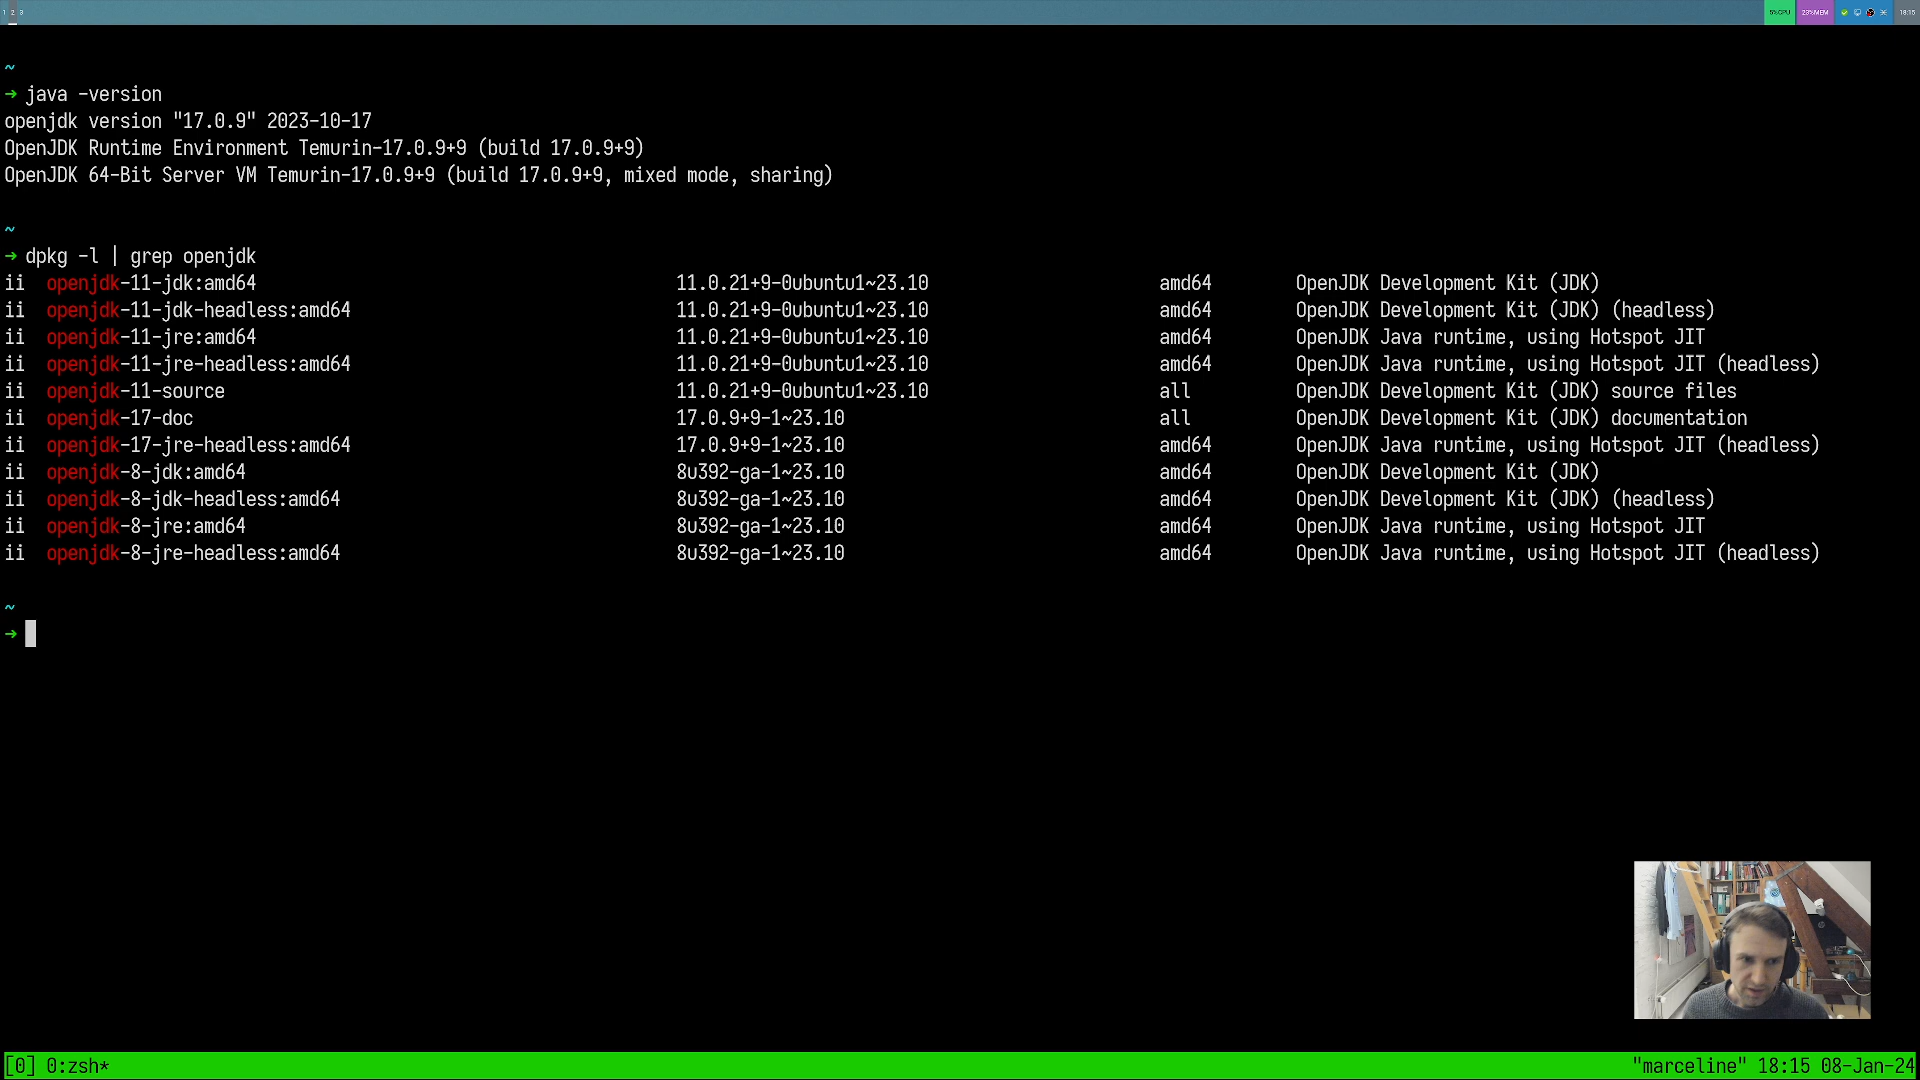 1 2 3 5%CPU 23%MEM 18:15
~
→ java -version
openjdk version "17.0.9" 2023-10-17
OpenJDK Runtime Environment Temurin-17.0.9+9 (build 17.0.9+9)
OpenJDK 64-Bit Server VM Temurin-17.0.9+9 (build 17.0.9+9, mixed mode, sharing)
~
→ dpkg -l | grep openjdk
ii openjdk-11-jdk:amd64 11.0.21+9-0ubuntu1~23.10 amd64 OpenJDK Development Kit (JDK)
ii openjdk-11-jdk-headless:amd64 11.0.21+9-0ubuntu1~23.10 amd64 OpenJDK Development Kit (JDK) (headless)
ii openjdk-11-jre:amd64 11.0.21+9-0ubuntu1~23.10 amd64 OpenJDK Java runtime, using Hotspot JIT
ii openjdk-11-jre-headless:amd64 11.0.21+9-0ubuntu1~23.10 amd64 OpenJDK Java runtime, using Hotspot JIT (headless)
ii openjdk-11-source 11.0.21+9-0ubuntu1~23.10 all OpenJDK Development Kit (JDK) source files
ii openjdk-17-doc 17.0.9+9-1~23.10 all OpenJDK Development Kit (JDK) documentation
ii openjdk-17-jre-headless:amd64 17.0.9+9-1~23.10 amd64 OpenJDK Java runtime, using Hotspot JIT (headless)
ii openjdk-8-jdk:amd64 8u392-ga-1~23.10 amd64 OpenJDK Development Kit (JDK)
ii openjdk-8-jdk-headless:amd64 8u392-ga-1~23.10 amd64 OpenJDK Development Kit (JDK) (headless)
ii openjdk-8-jre:amd64 8u392-ga-1~23.10 amd64 OpenJDK Java runtime, using Hotspot JIT
ii openjdk-8-jre-headless:amd64 8u392-ga-1~23.10 amd64 OpenJDK Java runtime, using Hotspot JIT (headless)
~
→
[0] 0:zsh* "marceline" 18:15 08-Jan-24